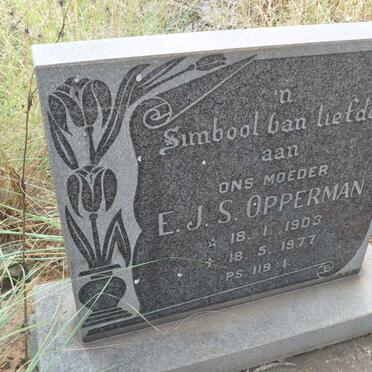 'n
Simbool van liefde
aan
ONS MOEDER
E.J.S. OPPERMAN
* 18.1.1903
+ 18.5.1977
PS 119:1.